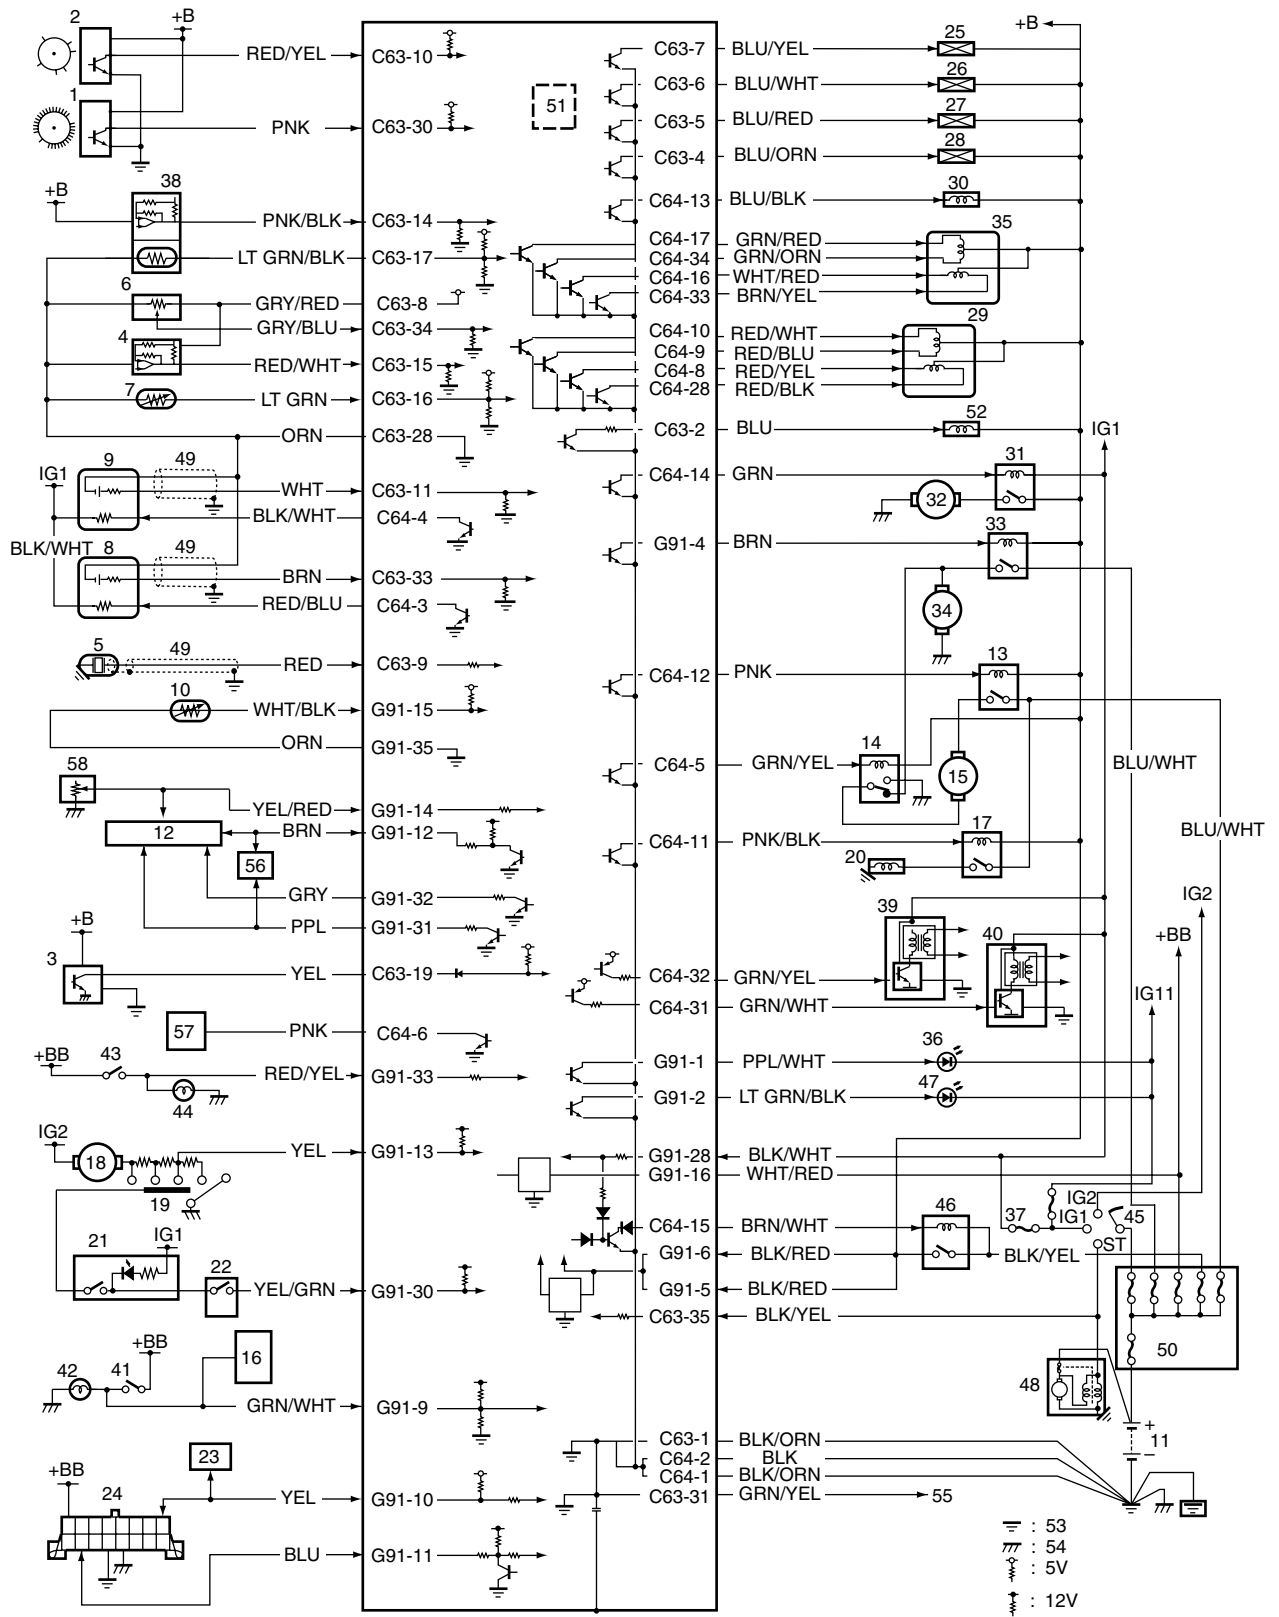 2
+B
RED/YEL
C63-10
1
PNK
C63-30
51
+B
38
PNK/BLK
C63-14
LT GRN/BLK
C63-17
6
GRY/RED
C63-8
GRY/BLU
C63-34
4
RED/WHT
C63-15
7
LT GRN
C63-16
ORN
C63-28
IG1
9
49
WHT
C63-11
BLK/WHT
C64-4
BLK/WHT
8
49
BRN
C63-33
RED/BLU
C64-3
5
49
RED
C63-9
10
WHT/BLK
G91-15
ORN
G91-35
58
YEL/RED
G91-14
12
BRN
G91-12
56
GRY
G91-32
PPL
G91-31
+B
3
YEL
C63-19
57
PNK
C64-6
+BB
43
RED/YEL
G91-33
44
IG2
18
YEL
G91-13
19
21
IG1
22
YEL/GRN
G91-30
+BB
16
42
41
GRN/WHT
G91-9
23
+BB
24
YEL
G91-10
BLU
G91-11
+B
C63-7
BLU/YEL
25
C63-6
BLU/WHT
26
C63-5
BLU/RED
27
C63-4
BLU/ORN
28
C64-13
BLU/BLK
30
C64-17
GRN/RED
35
C64-34
GRN/ORN
C64-16
WHT/RED
C64-33
BRN/YEL
C64-10
RED/WHT
29
C64-9
RED/BLU
C64-8
RED/YEL
C64-28
RED/BLK
C63-2
BLU
52
IG1
C64-14
GRN
31
32
G91-4
BRN
33
34
C64-12
PNK
13
C64-5
GRN/YEL
14
15
BLU/WHT
BLU/WHT
C64-11
PNK/BLK
17
20
39
40
IG2
+BB
IG11
C64-32
GRN/YEL
C64-31
GRN/WHT
G91-1
PPL/WHT
36
G91-2
LT GRN/BLK
47
G91-28
BLK/WHT
G91-16
WHT/RED
C64-15
BRN/WHT
46
37
IG2
IG1
45
ST
G91-6
BLK/RED
BLK/YEL
G91-5
BLK/RED
C63-35
BLK/YEL
50
48
+
11
–
C63-1
BLK/ORN
C64-2
BLK
C64-1
BLK/ORN
C63-31
GRN/YEL
55
: 53
: 54
: 5V
: 12V